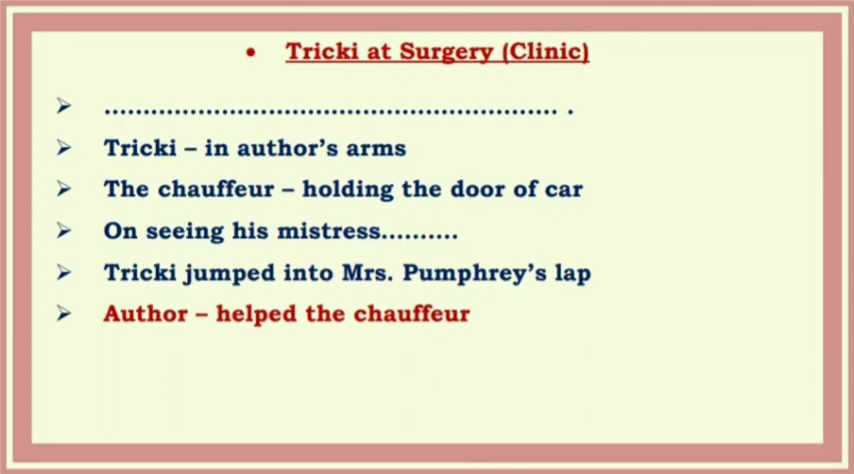 • Tricki at Surgery (Clinic)
➢ ............................................................ .
➢ Tricki – in author's arms
➢ The chauffeur – holding the door of car
➢ On seeing his mistress..........
➢ Tricki jumped into Mrs. Pumphrey's lap
➢ Author – helped the chauffeur